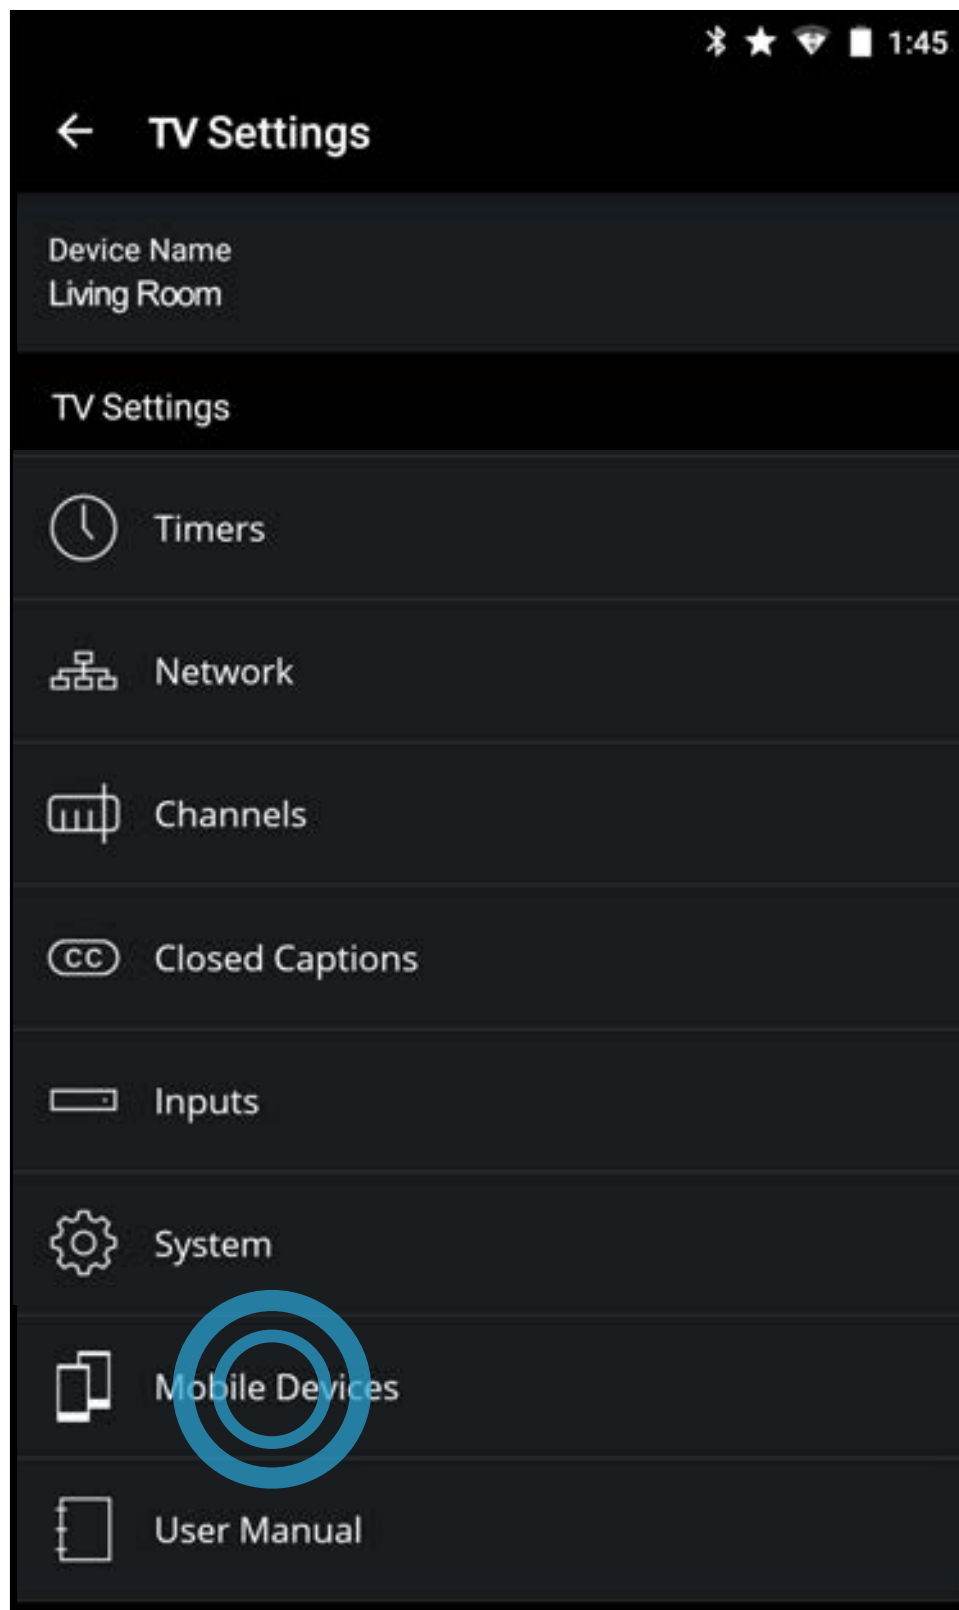 1:45
TV Settings
Device Name
Living Room
TV Settings
Timers
Network
Channels
CC Closed Captions
Inputs
System
Mobile Devices
User Manual